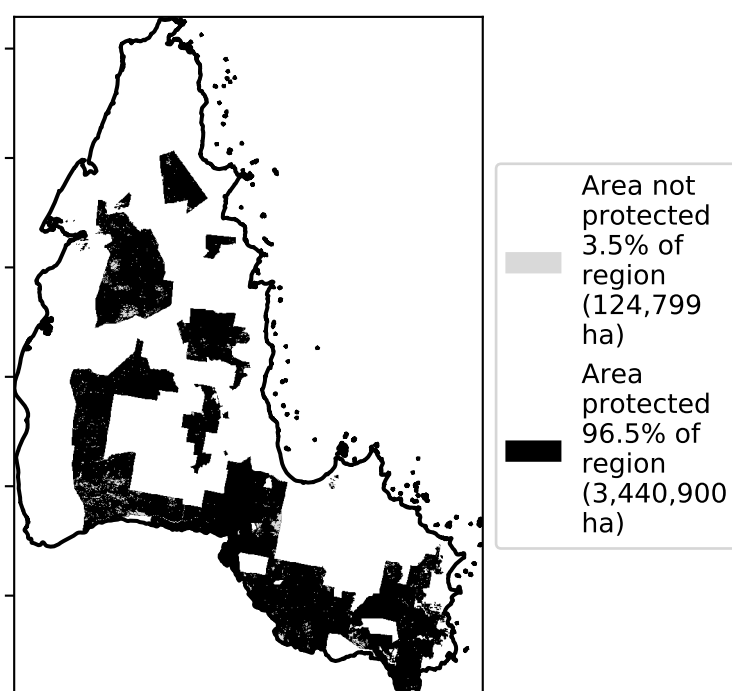 Area not
protected
3.5% of
region
(124,799
ha)
Area
protected
96.5% of
region
(3,440,900
ha)